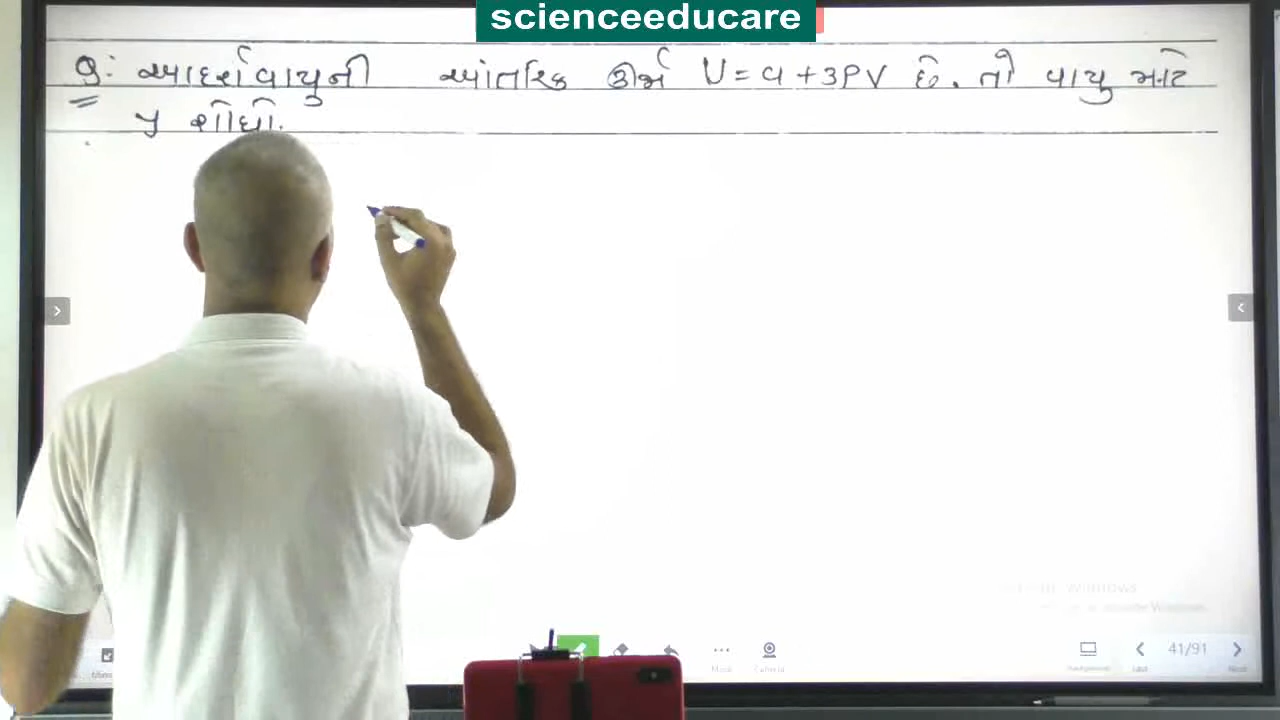 scienceeducare
Q: આદર્શવાયુની આંતરિક ઊર્જા U = a + 3PV છે. તો વાયુ માટે
γ શોધો.
41/91